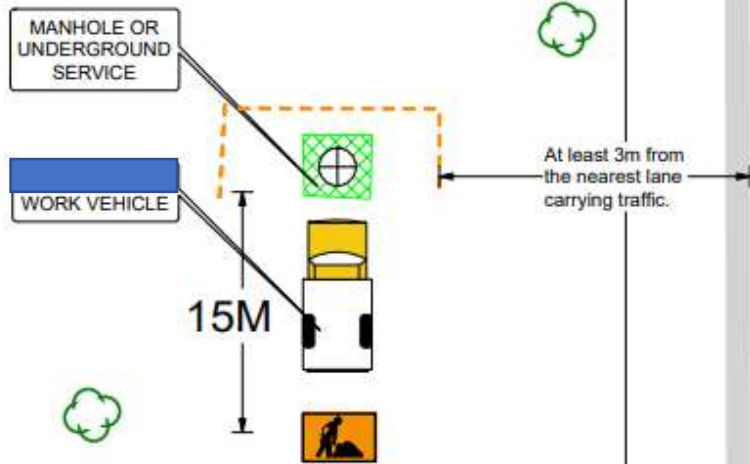 MANHOLE OR
UNDERGROUND
SERVICE
At least 3m from
the nearest lane
carrying traffic.
WORK VEHICLE
15M